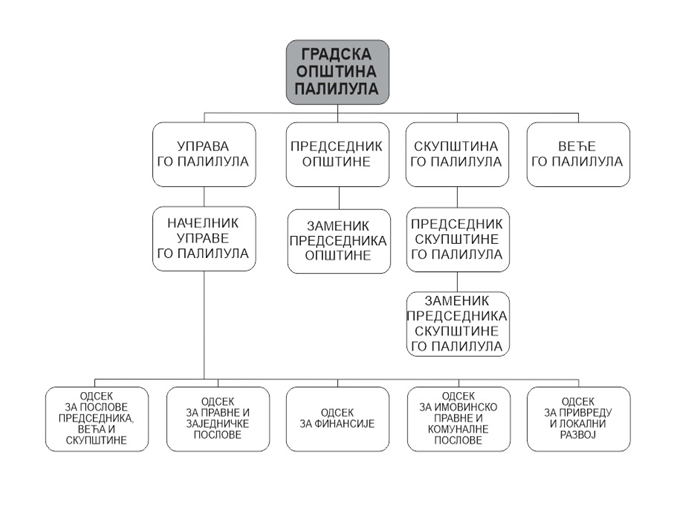 ГРАДСКА
ОПШТИНА
ПАЛИЛУЛА
УПРАВА
ГО ПАЛИЛУЛА
ПРЕДСЕДНИК
ОПШТИНЕ
СКУПШТИНА
ГО ПАЛИЛУЛА
ВЕЋЕ
ГО ПАЛИЛУЛА
НАЧЕЛНИК
УПРАВЕ
ГО ПАЛИЛУЛА
ЗАМЕНИК
ПРЕДСЕДНИКА
ОПШТИНЕ
ПРЕДСЕДНИК
СКУПШТИНЕ
ГО ПАЛИЛУЛА
ЗАМЕНИК
ПРЕДСЕДНИКА
СКУПШТИНЕ
ГО ПАЛИЛУЛА
ОДСЕК
ЗА ПОСЛОВЕ
ПРЕДСЕДНИКА,
ВЕЋА И
СКУПШТИНЕ
ОДСЕК
ЗА ПРАВНЕ И
ЗАЈЕДНИЧКЕ
ПОСЛОВЕ
ОДСЕК
ЗА ФИНАНСИЈЕ
ОДСЕК
ЗА ИМОВИНСКО
ПРАВНЕ И
КОМУНАЛНЕ
ПОСЛОВЕ
ОДСЕК
ЗА ПРИВРЕДУ
И ЛОКАЛНИ
РАЗВОЈ